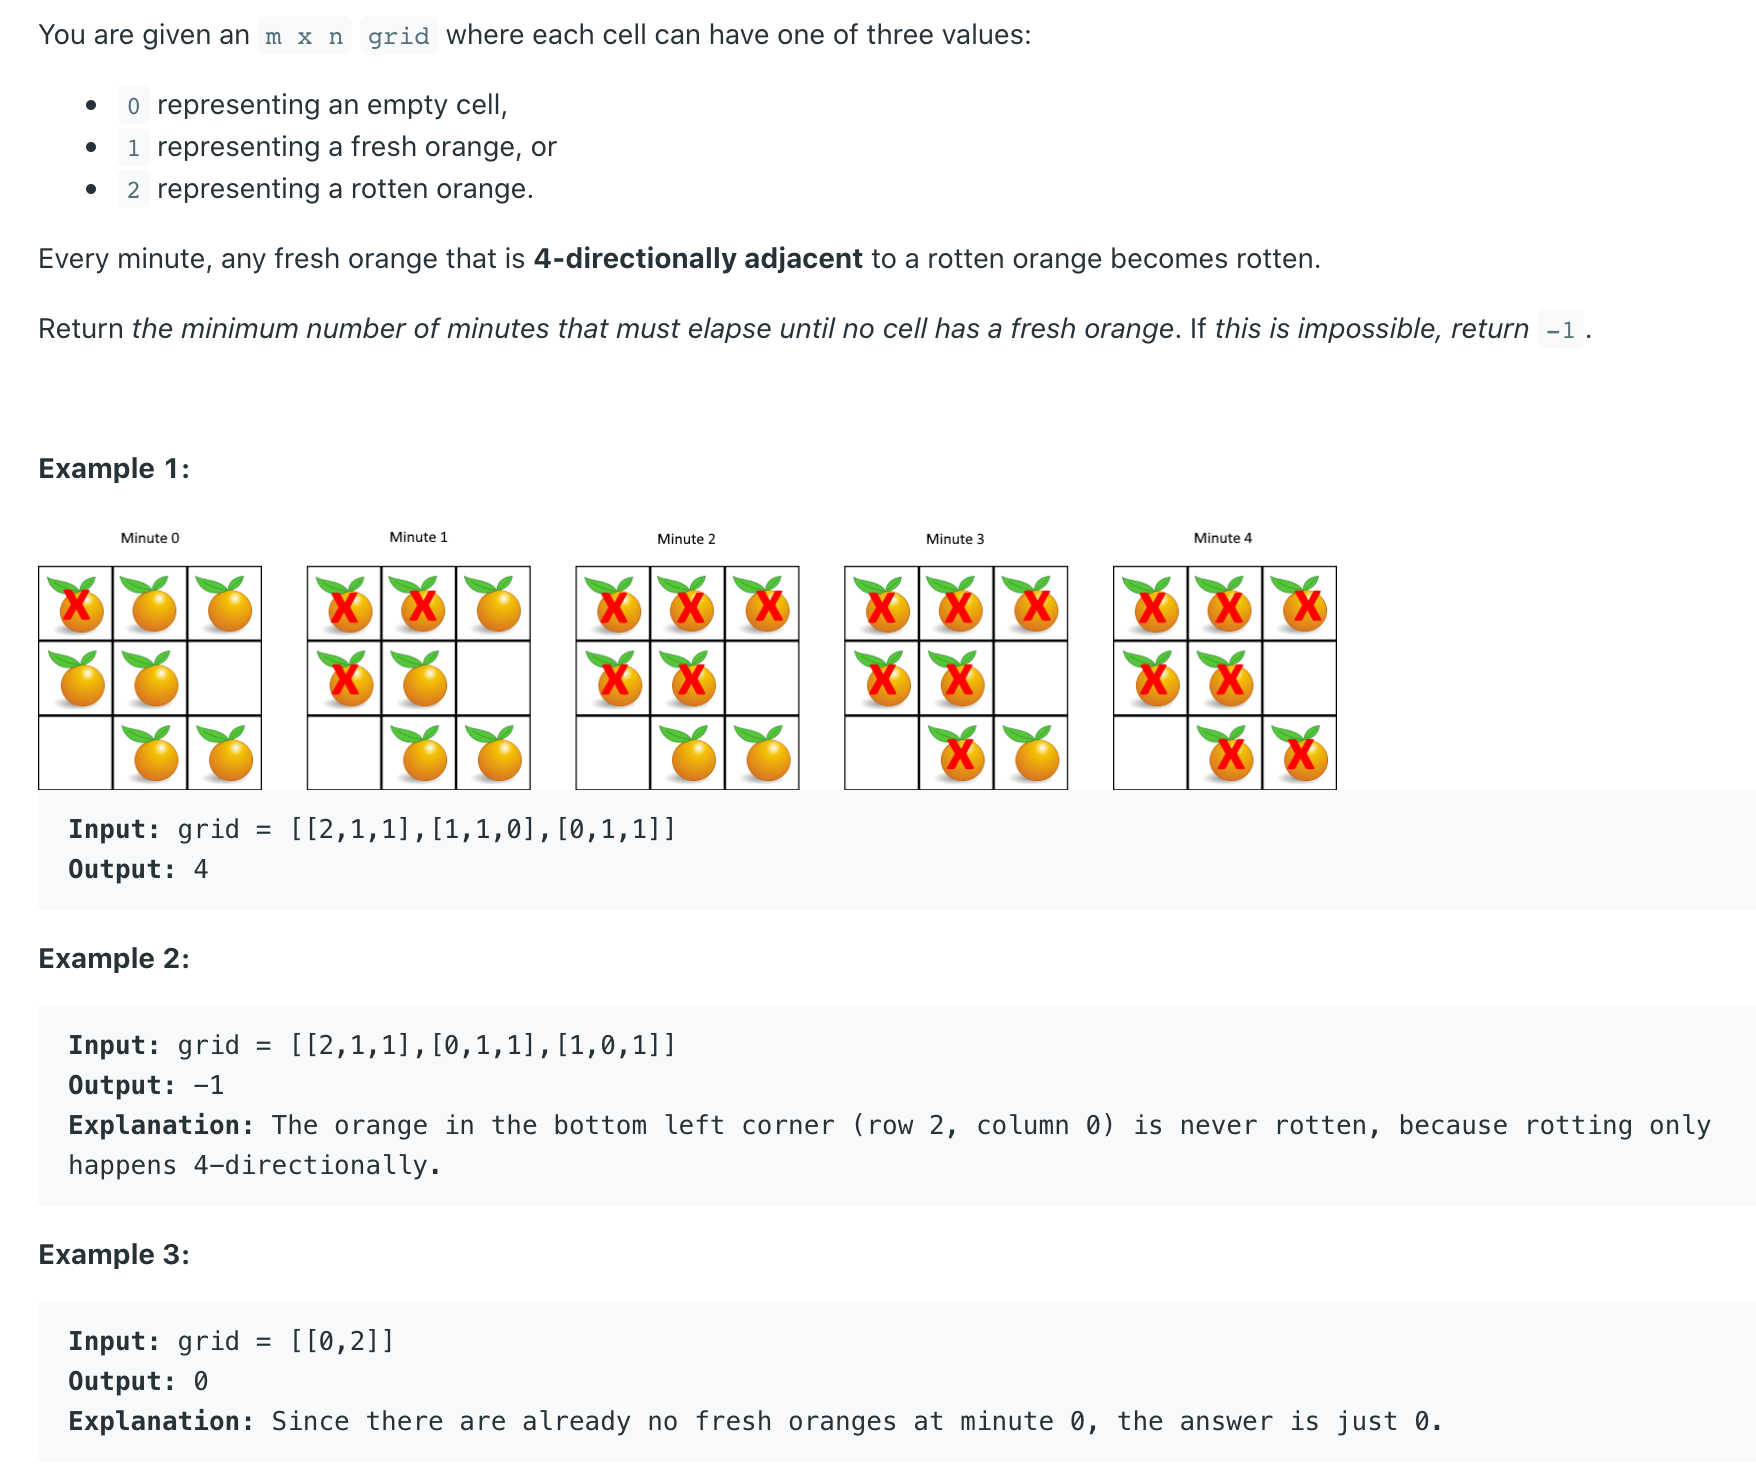 You are given an m x n grid where each cell can have one of three values:
• 0 representing an empty cell,
• 1 representing a fresh orange, or
• 2 representing a rotten orange.
Every minute, any fresh orange that is 4-directionally adjacent to a rotten orange becomes rotten.
Return the minimum number of minutes that must elapse until no cell has a fresh orange. If this is impossible, return -1.
Example 1:
Minute 0 Minute 1 Minute 2 Minute 3 Minute 4
X X X X X X X X X X X X
X X X X X X X
X X X
Input: grid = [[2,1,1],[1,1,0],[0,1,1]]
Output: 4
Example 2:
Input: grid = [[2,1,1],[0,1,1],[1,0,1]]
Output: -1
Explanation: The orange in the bottom left corner (row 2, column 0) is never rotten, because rotting only
happens 4-directionally.
Example 3:
Input: grid = [[0,2]]
Output: 0
Explanation: Since there are already no fresh oranges at minute 0, the answer is just 0.